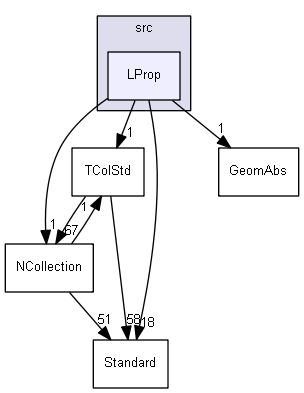 src
LProp
1
1
TColStd
GeomAbs
1
67
1
NCollection
51
58
18
Standard